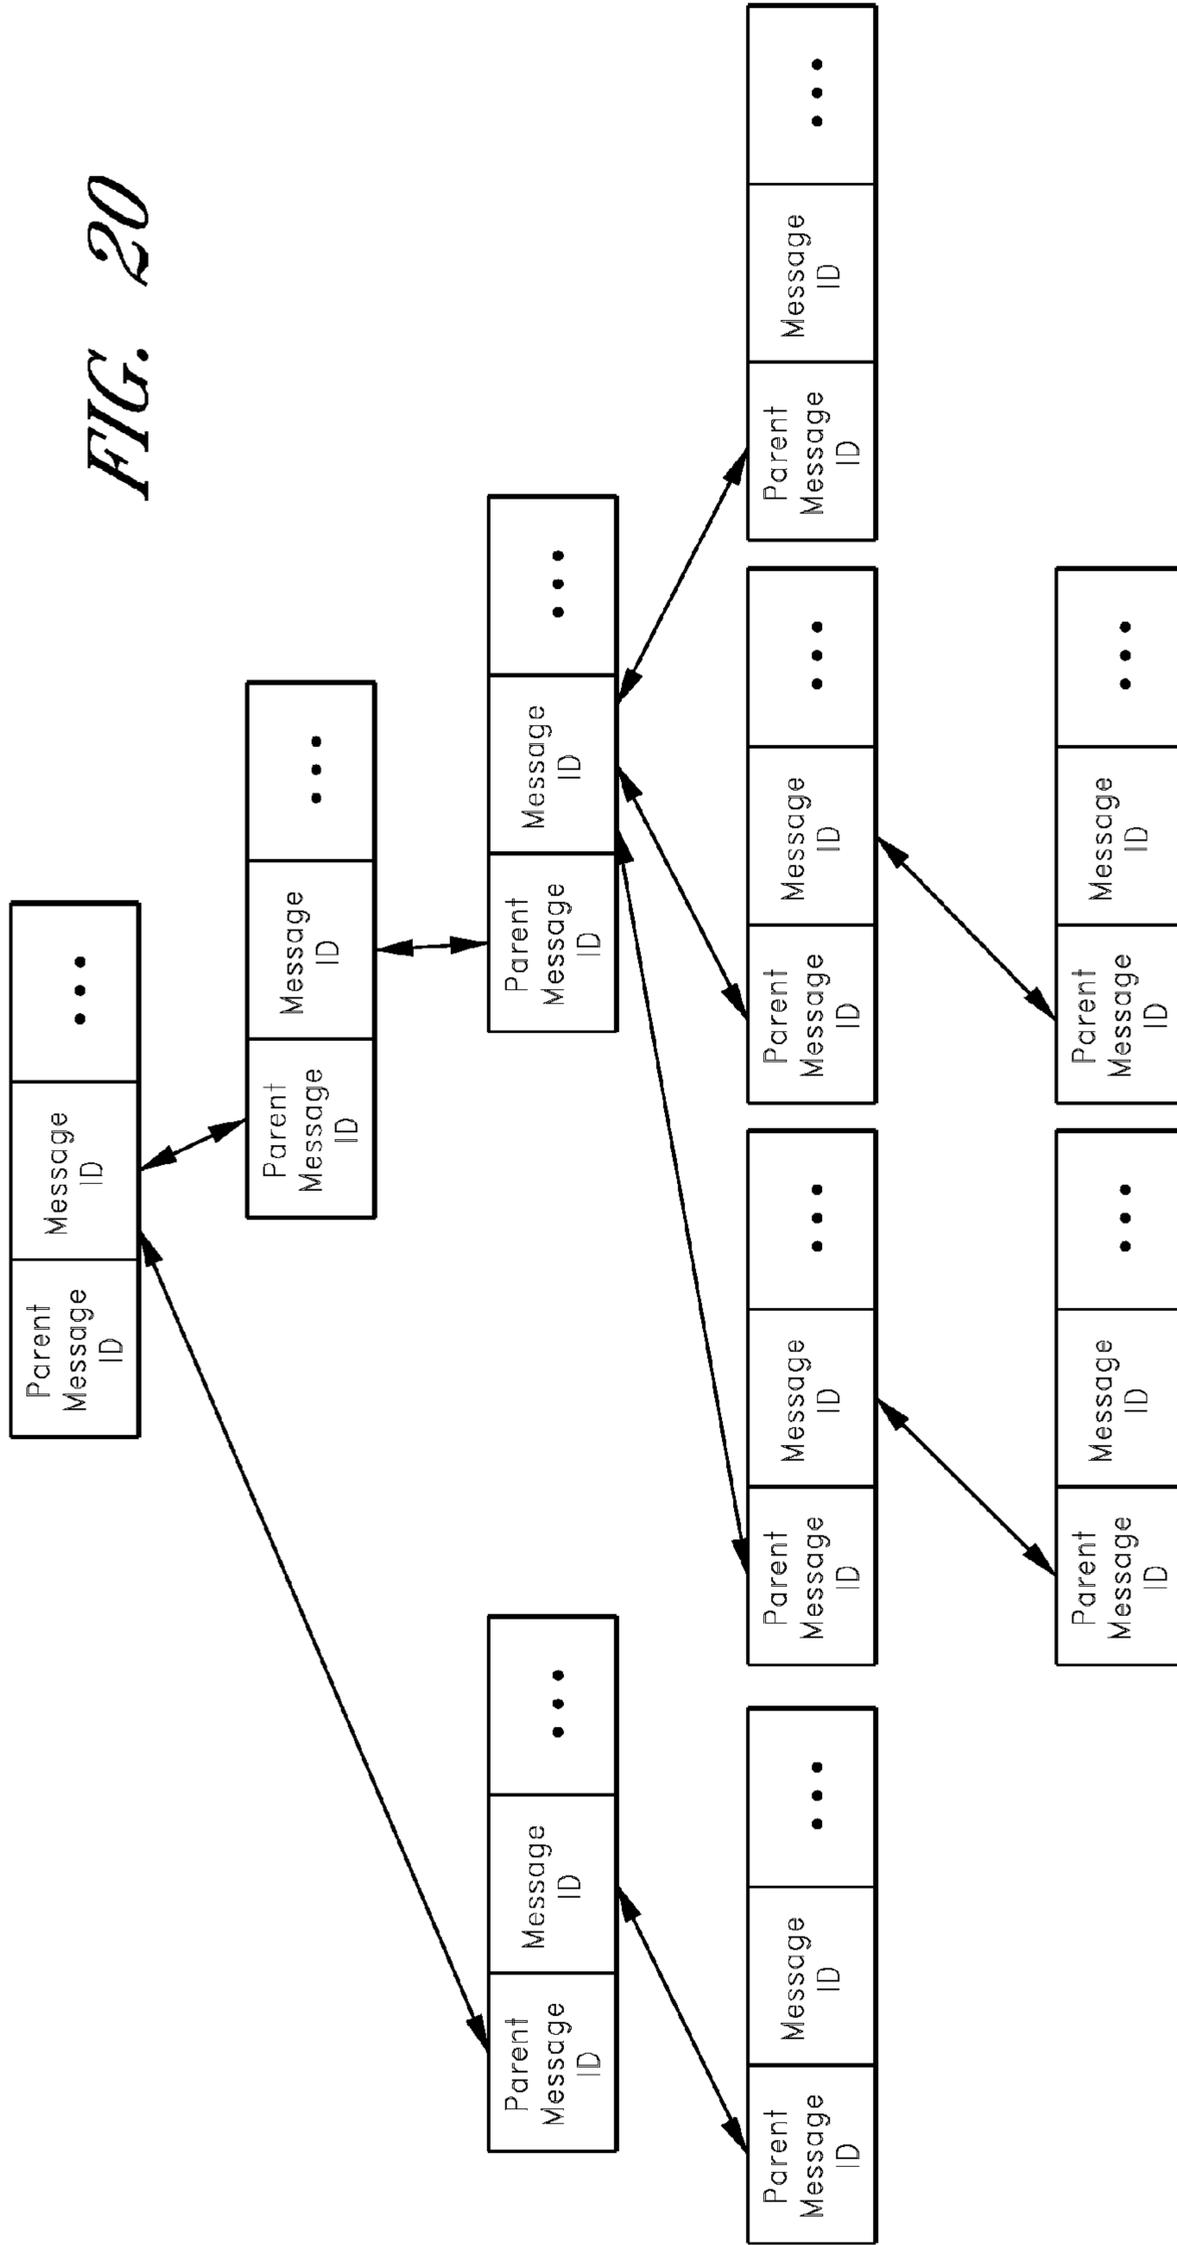 FIG. 20
Parent
Message
ID
Message
ID
...
Parent
Message
ID
Message
ID
...
Parent
Message
ID
Message
ID
...
Parent
Message
ID
Message
ID
...
Parent
Message
ID
Message
ID
...
Parent
Message
ID
Message
ID
...
Parent
Message
ID
Message
ID
...
Parent
Message
ID
Message
ID
...
Parent
Message
ID
Message
ID
...
Parent
Message
ID
Message
ID
...